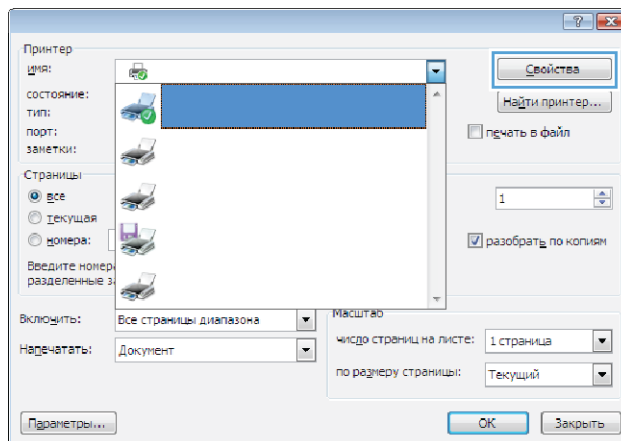 Принтер
имя:
Свойства
состояние:
Найти принтер...
тип:
порт:
печать в файл
заметки:
Страницы
все
1
текущая
номера:
разобрать по копиям
Введите номер
разделенные з
Включить: Все страницы диапазона
Масштаб
число страниц на листе: 1 страница
Напечатать: Документ
по размеру страницы: Текущий
Параметры...
ОК
Закрыть